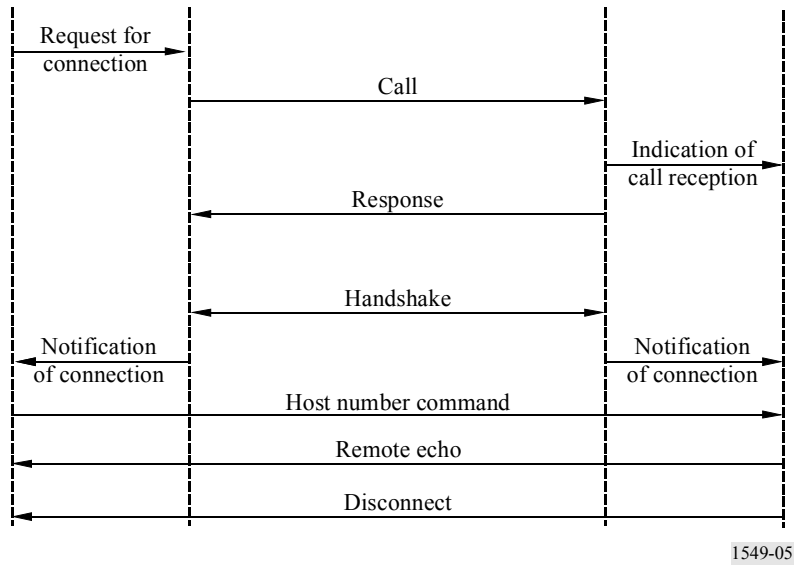 Request for
connection
Call
Indication of
call reception
Response
Handshake
Notification
of connection
Notification
of connection
Host number command
Remote echo
Disconnect
1549-05